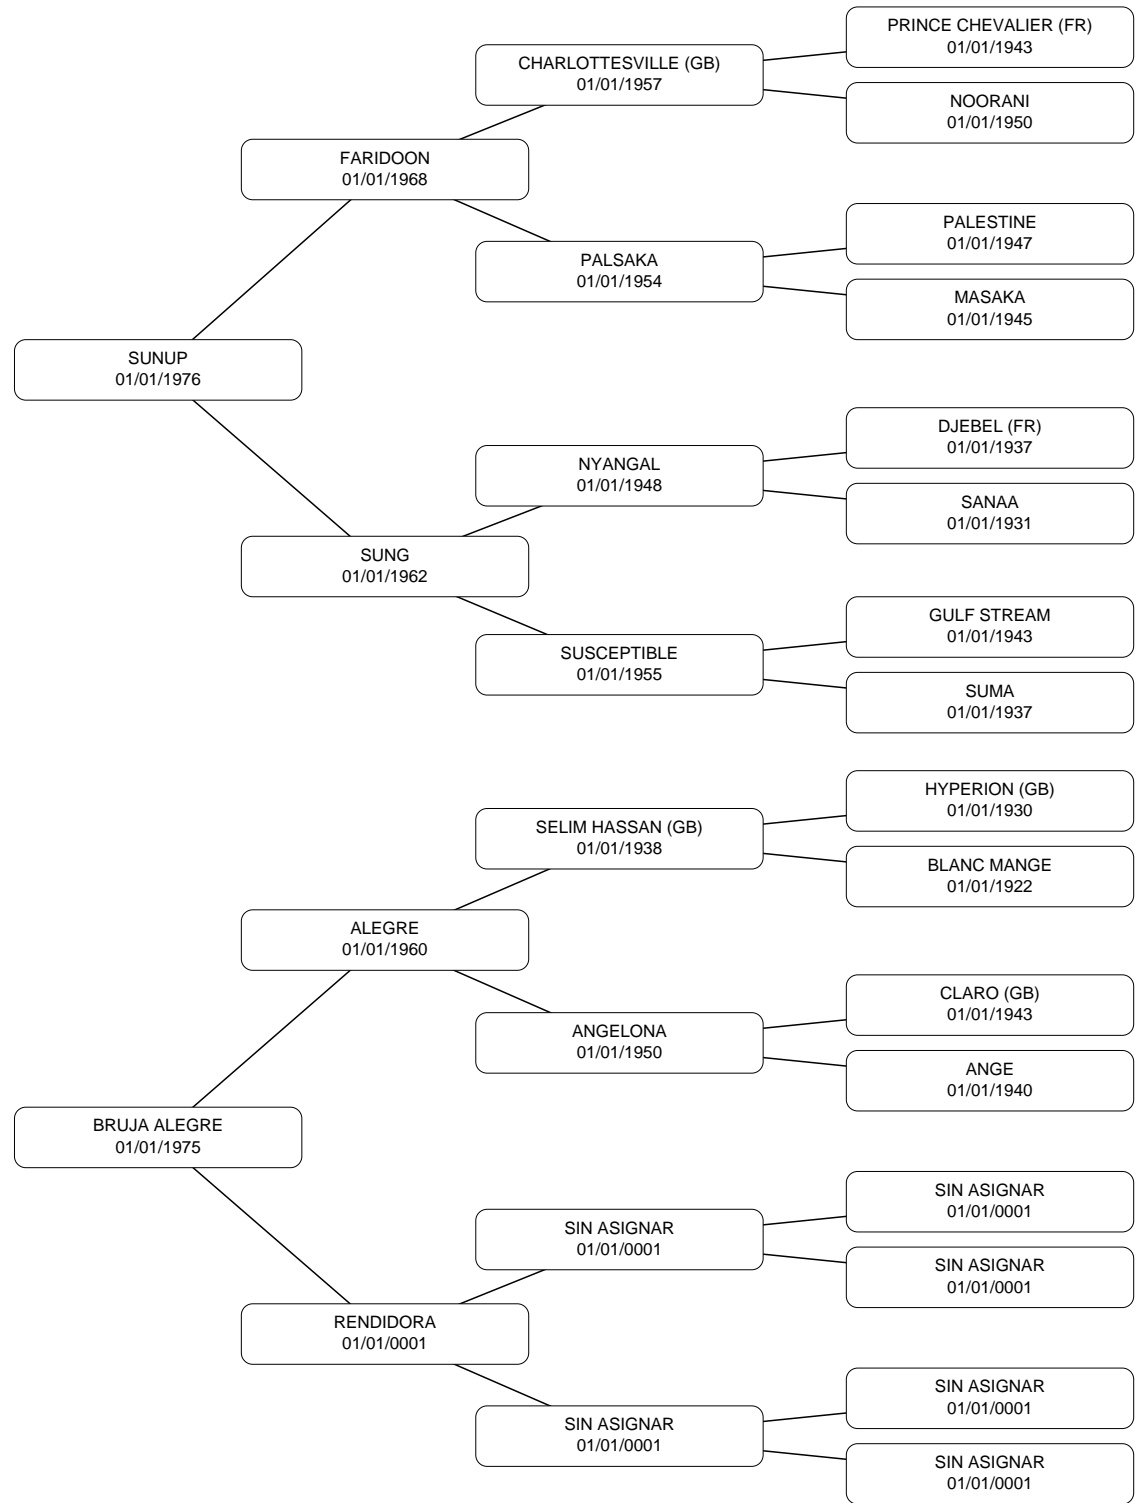 PRINCE CHEVALIER (FR)
01/01/1943
CHARLOTTESVILLE (GB)
01/01/1957
NOORANI
01/01/1950
FARIDOON
01/01/1968
PALESTINE
01/01/1947
PALSAKA
01/01/1954
MASAKA
01/01/1945
SUNUP
01/01/1976
DJEBEL (FR)
01/01/1937
NYANGAL
01/01/1948
SANAA
01/01/1931
SUNG
01/01/1962
GULF STREAM
01/01/1943
SUSCEPTIBLE
01/01/1955
SUMA
01/01/1937
HYPERION (GB)
01/01/1930
SELIM HASSAN (GB)
01/01/1938
BLANC MANGE
01/01/1922
ALEGRE
01/01/1960
CLARO (GB)
01/01/1943
ANGELONA
01/01/1950
ANGE
01/01/1940
BRUJA ALEGRE
01/01/1975
SIN ASIGNAR
01/01/0001
SIN ASIGNAR
01/01/0001
SIN ASIGNAR
01/01/0001
RENDIDORA
01/01/0001
SIN ASIGNAR
01/01/0001
SIN ASIGNAR
01/01/0001
SIN ASIGNAR
01/01/0001